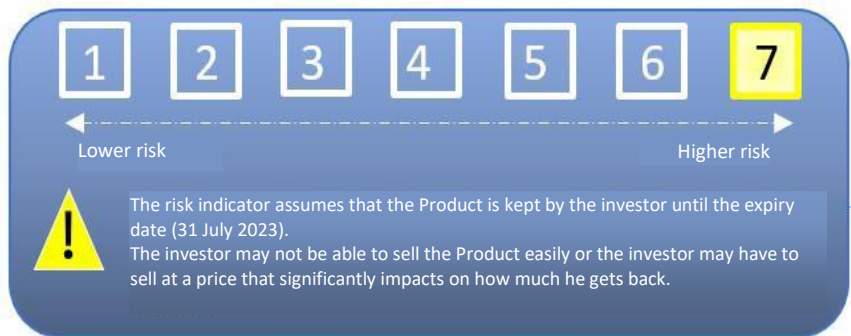 1 2 3 4 5 6 7
Lower risk Higher risk
!
The risk indicator assumes that the Product is kept by the investor until the expiry
date (31 July 2023).
The investor may not be able to sell the Product easily or the investor may have to
sell at a price that significantly impacts on how much he gets back.